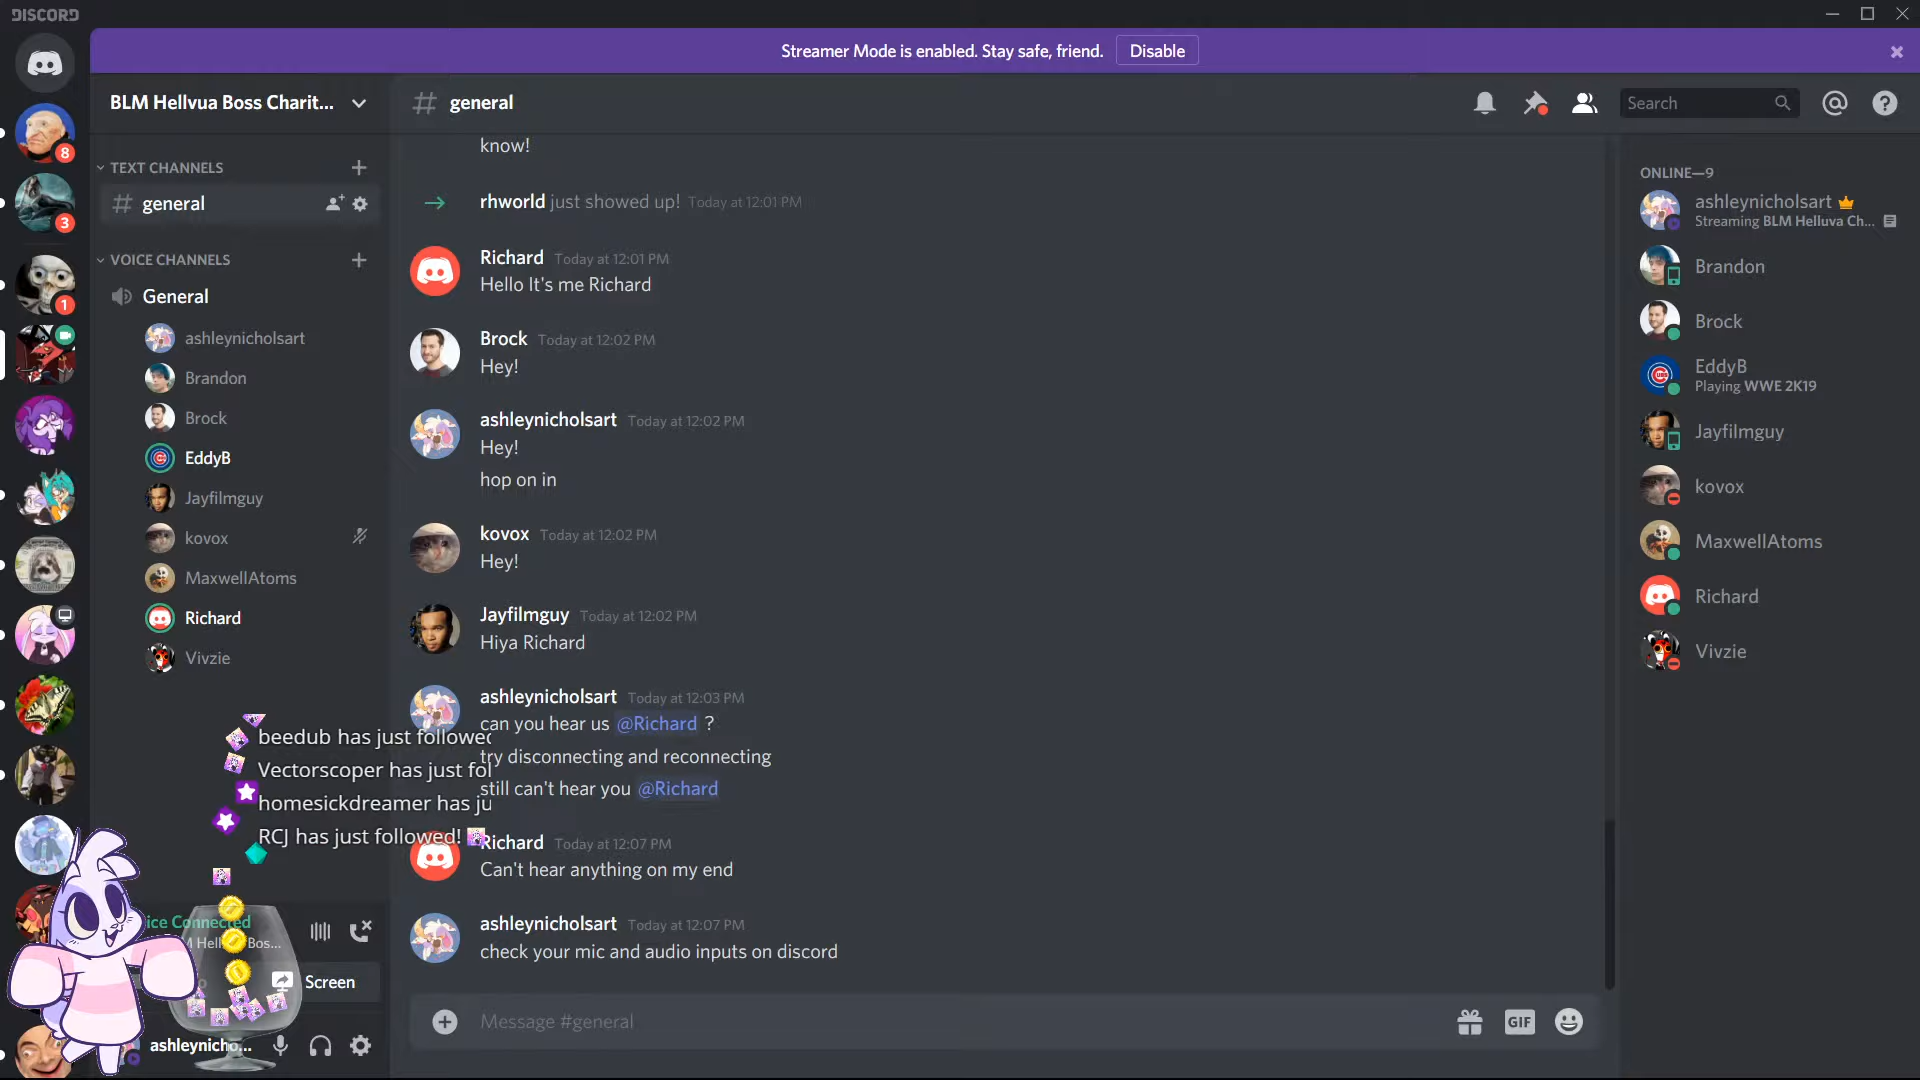 DISCORD
Streamer Mode is enabled. Stay safe, friend.
Disable
BLM Hellvua Boss Charit...
general
Search
8
3
1
TEXT CHANNELS
general
VOICE CHANNELS
General
ashleynicholsart
Brandon
Brock
EddyB
Jayfilmguy
kovox
MaxwellAtoms
Richard
Vivzie
know!
rhworld just showed up! Today at 12:01 PM
Richard Today at 12:01 PM
Hello It's me Richard
Brock Today at 12:02 PM
Hey!
ashleynicholsart Today at 12:02 PM
Hey!
hop on in
kovox Today at 12:02 PM
Hey!
Jayfilmguy Today at 12:02 PM
Hiya Richard
ashleynicholsart Today at 12:03 PM
can you hear us @Richard ?
try disconnecting and reconnecting
still can't hear you @Richard
Richard Today at 12:07 PM
Can't hear anything on my end
ashleynicholsart Today at 12:07 PM
check your mic and audio inputs on discord
Message #general
GIF
beedub has just followed
Vectorscoper has just fol
homesickdreamer has ju
RCJ has just followed!
ice Connected
Bos...
Screen
ashleynicho...
ONLINE—9
ashleynicholsart
Streaming BLM Helluva Ch...
Brandon
Brock
EddyB
Playing WWE 2K19
Jayfilmguy
kovox
MaxwellAtoms
Richard
Vivzie